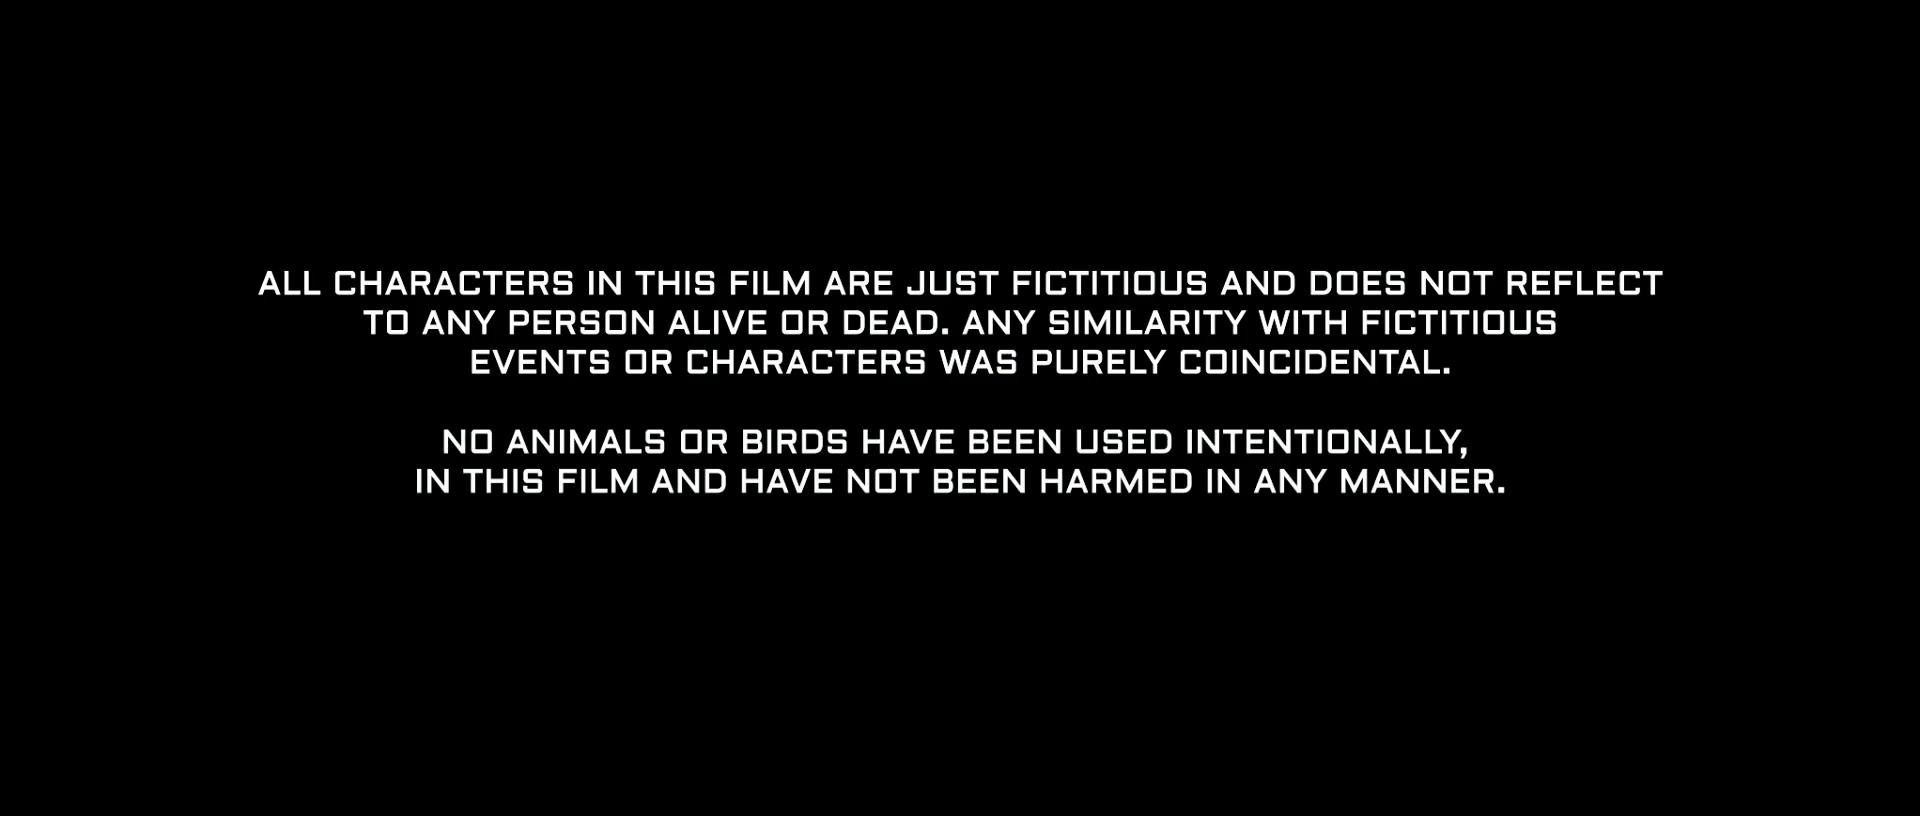 ALL CHARACTERS IN THIS FILM ARE JUST FICTITIOUS AND DOES NOT REFLECT
TO ANY PERSON ALIVE OR DEAD. ANY SIMILARITY WITH FICTITIOUS
EVENTS OR CHARACTERS WAS PURELY COINCIDENTAL.
NO ANIMALS OR BIRDS HAVE BEEN USED INTENTIONALLY,
IN THIS FILM AND HAVE NOT BEEN HARMED IN ANY MANNER.